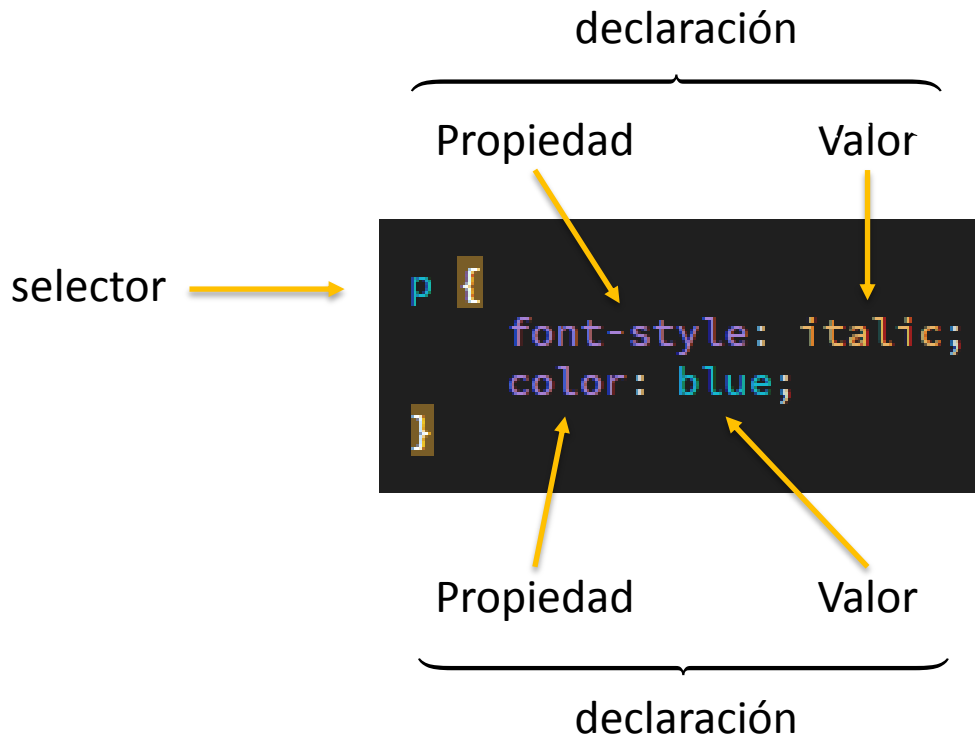 declaración
Propiedad Valor
selector
p {
font-style: italic;
color: blue;
}
Propiedad Valor
declaración